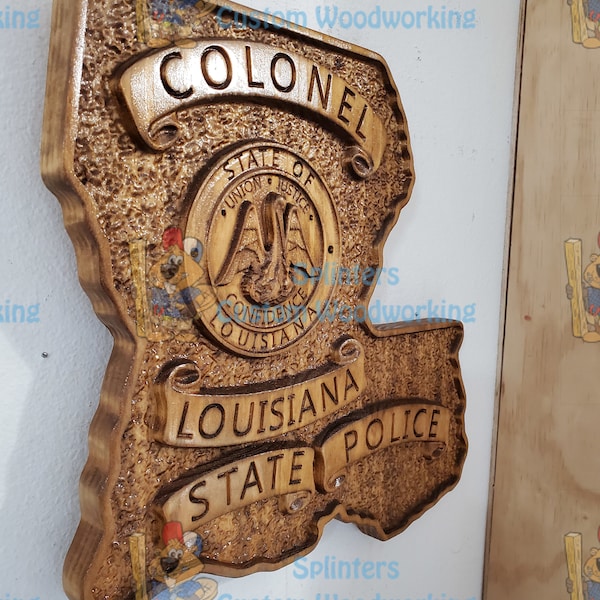 Custom Woodworking
COLONEL
STATE OF
UNION · JUSTICE
CONFIDENCE
LOUISIANA
Splinters
Custom Woodworking
LOUISIANA
STATE POLICE
Splinters